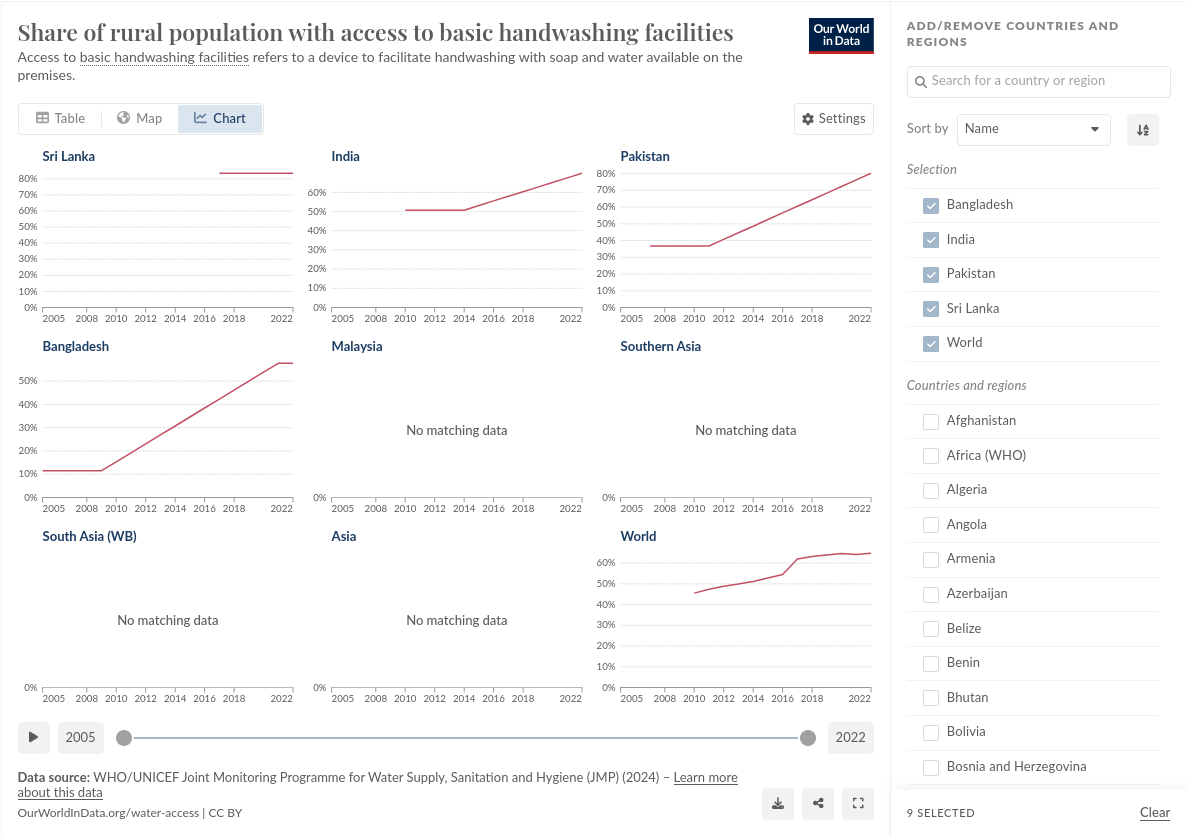 Share of rural population with access to basic handwashing facilities
Access to basic handwashing facilities refers to a device to facilitate handwashing with soap and water available on the
premises.
Our World
in Data
Table
Map
Chart
Settings
Sri Lanka
80%
70%
60%
50%
40%
30%
20%
10%
0%
2005 2008 2010 2012 2014 2016 2018 2022
India
60%
50%
40%
30%
20%
10%
0%
2005 2008 2010 2012 2014 2016 2018 2022
Pakistan
80%
70%
60%
50%
40%
30%
20%
10%
0%
2005 2008 2010 2012 2014 2016 2018 2022
Bangladesh
50%
40%
30%
20%
10%
0%
2005 2008 2010 2012 2014 2016 2018 2022
Malaysia
No matching data
0%
2005 2008 2010 2012 2014 2016 2018 2022
Southern Asia
No matching data
0%
2005 2008 2010 2012 2014 2016 2018 2022
South Asia (WB)
No matching data
0%
2005 2008 2010 2012 2014 2016 2018 2022
Asia
No matching data
0%
2005 2008 2010 2012 2014 2016 2018 2022
World
60%
50%
40%
30%
20%
10%
0%
2005 2008 2010 2012 2014 2016 2018 2022
2005
2022
Data source: WHO/UNICEF Joint Monitoring Programme for Water Supply, Sanitation and Hygiene (JMP) (2024) – Learn more
about this data
OurWorldInData.org/water-access | CC BY
ADD/REMOVE COUNTRIES AND
REGIONS
Search for a country or region
Sort by
Name
Selection
Bangladesh
India
Pakistan
Sri Lanka
World
Countries and regions
Afghanistan
Africa (WHO)
Algeria
Angola
Armenia
Azerbaijan
Belize
Benin
Bhutan
Bolivia
Bosnia and Herzegovina
9 SELECTED
Clear